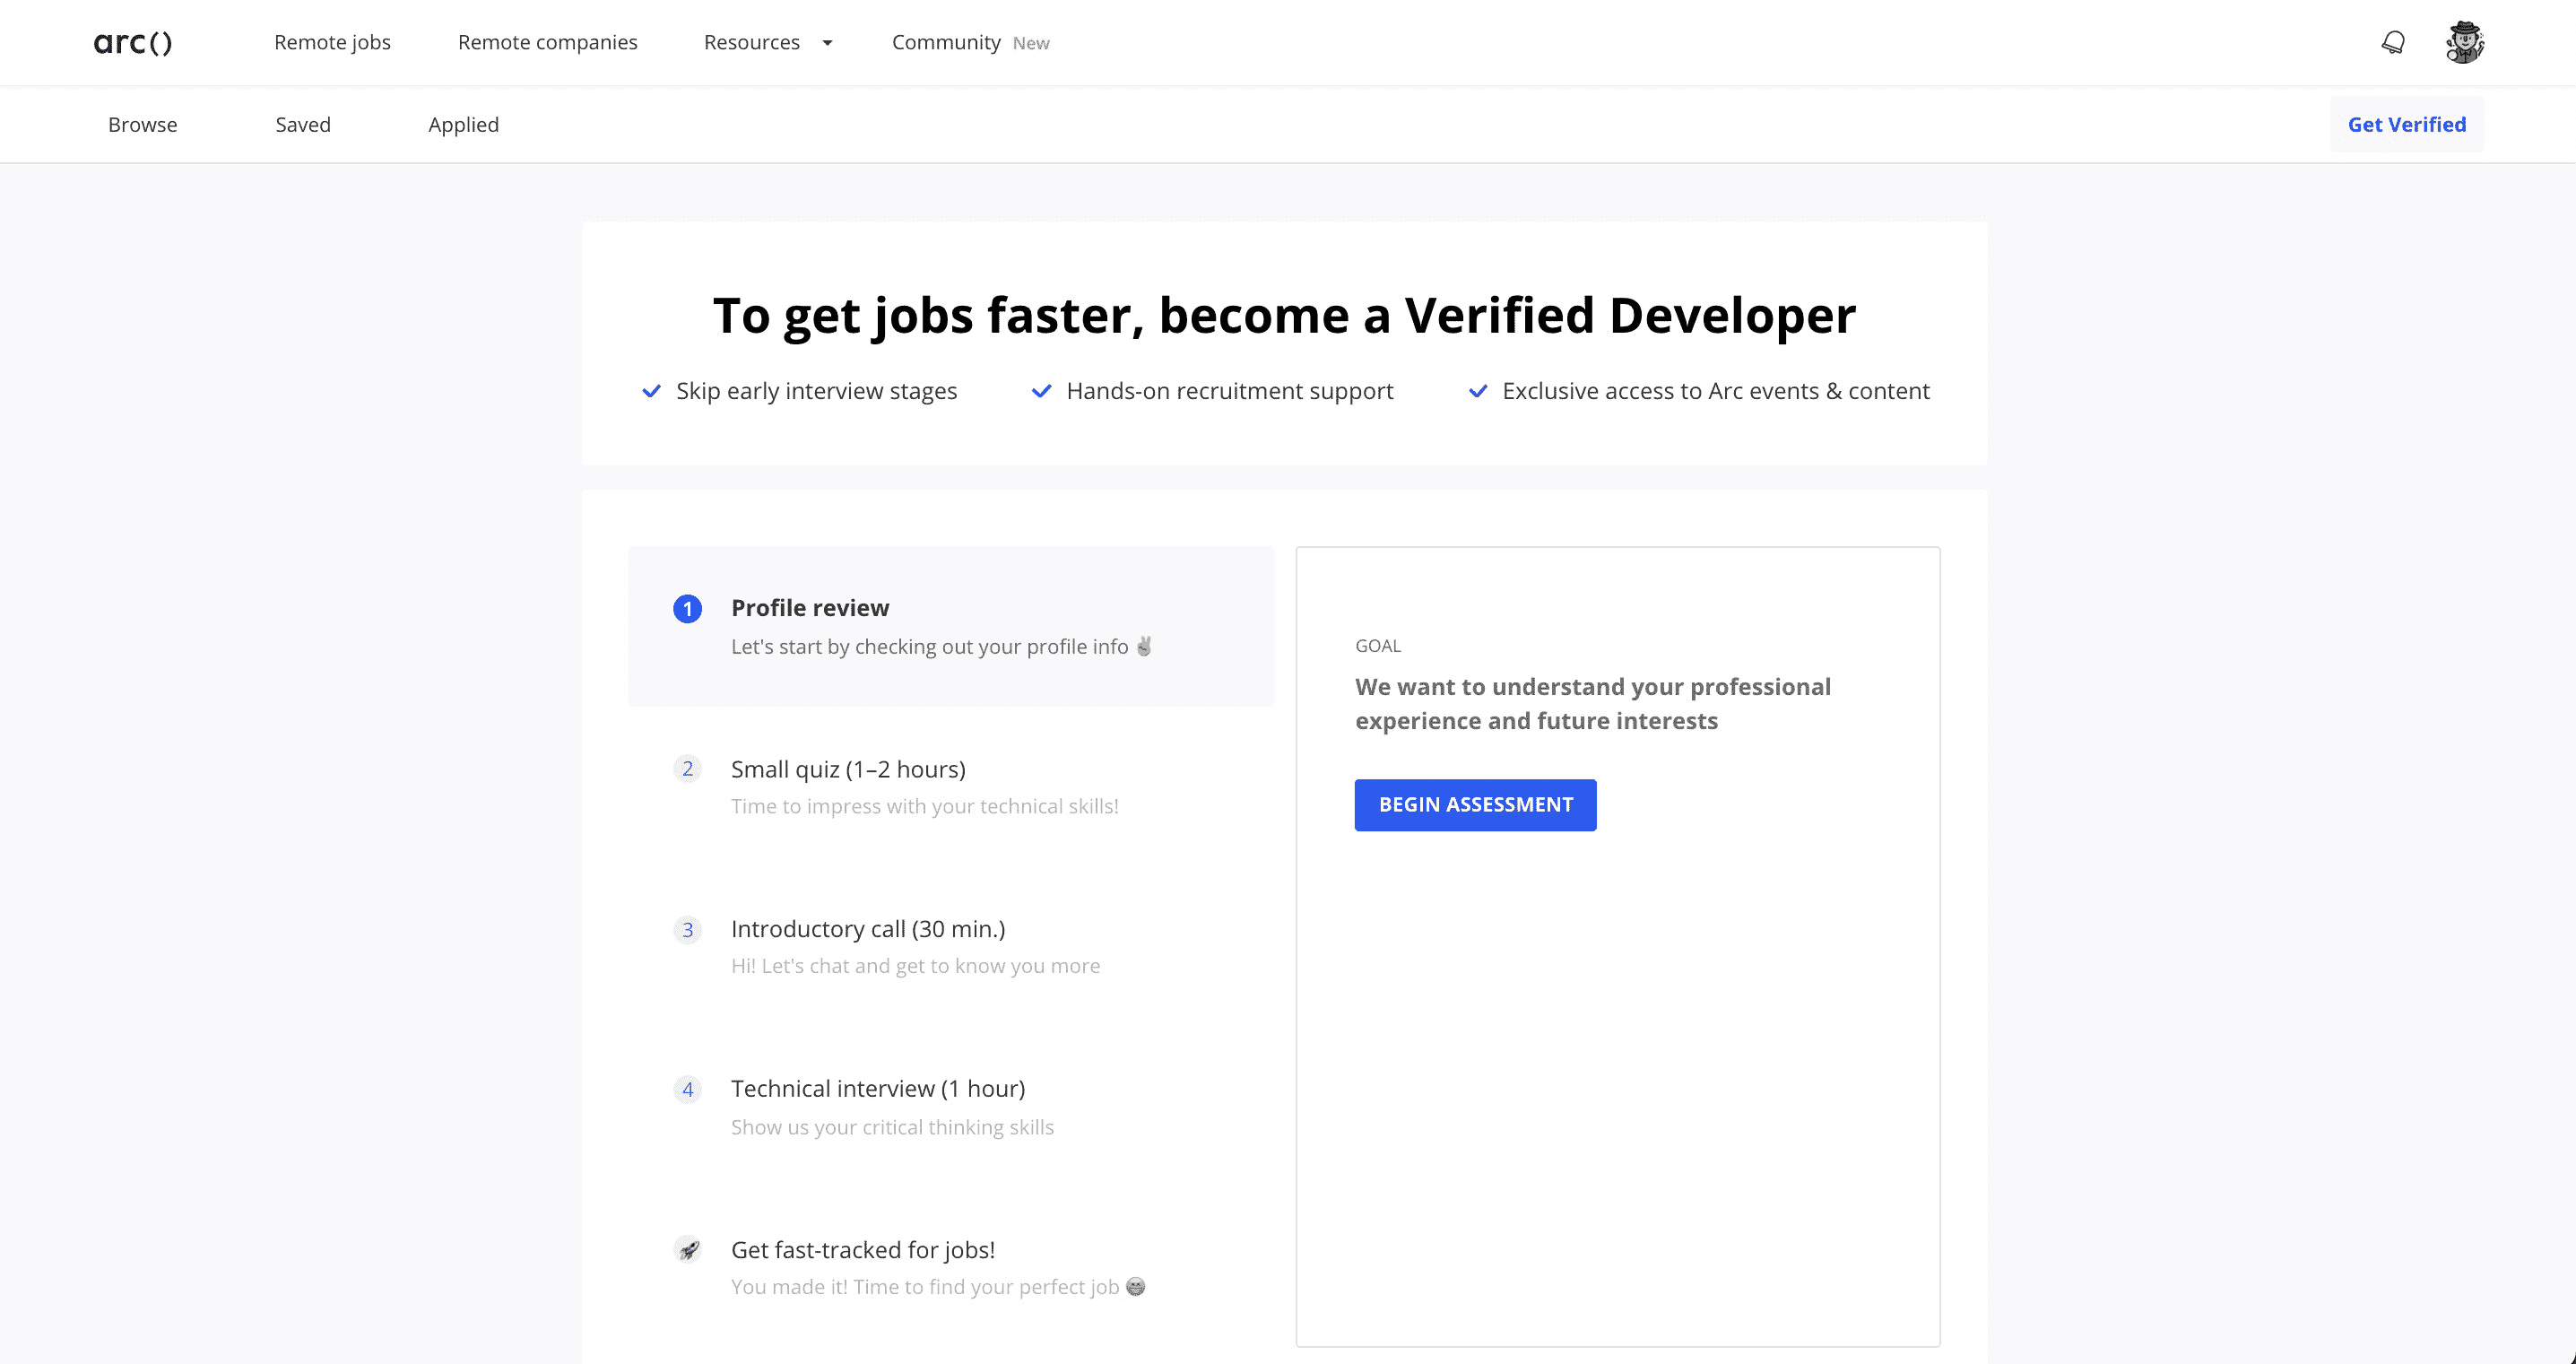 arc()
Remote jobs
Remote companies
Resources
Community New
Browse
Saved
Applied
Get Verified
To get jobs faster, become a Verified Developer
Skip early interview stages
Hands-on recruitment support
Exclusive access to Arc events & content
1 Profile review
Let's start by checking out your profile info ✌
2 Small quiz (1–2 hours)
Time to impress with your technical skills!
3 Introductory call (30 min.)
Hi! Let's chat and get to know you more
4 Technical interview (1 hour)
Show us your critical thinking skills
🚀 Get fast-tracked for jobs!
You made it! Time to find your perfect job 😁
GOAL
We want to understand your professional
experience and future interests
BEGIN ASSESSMENT